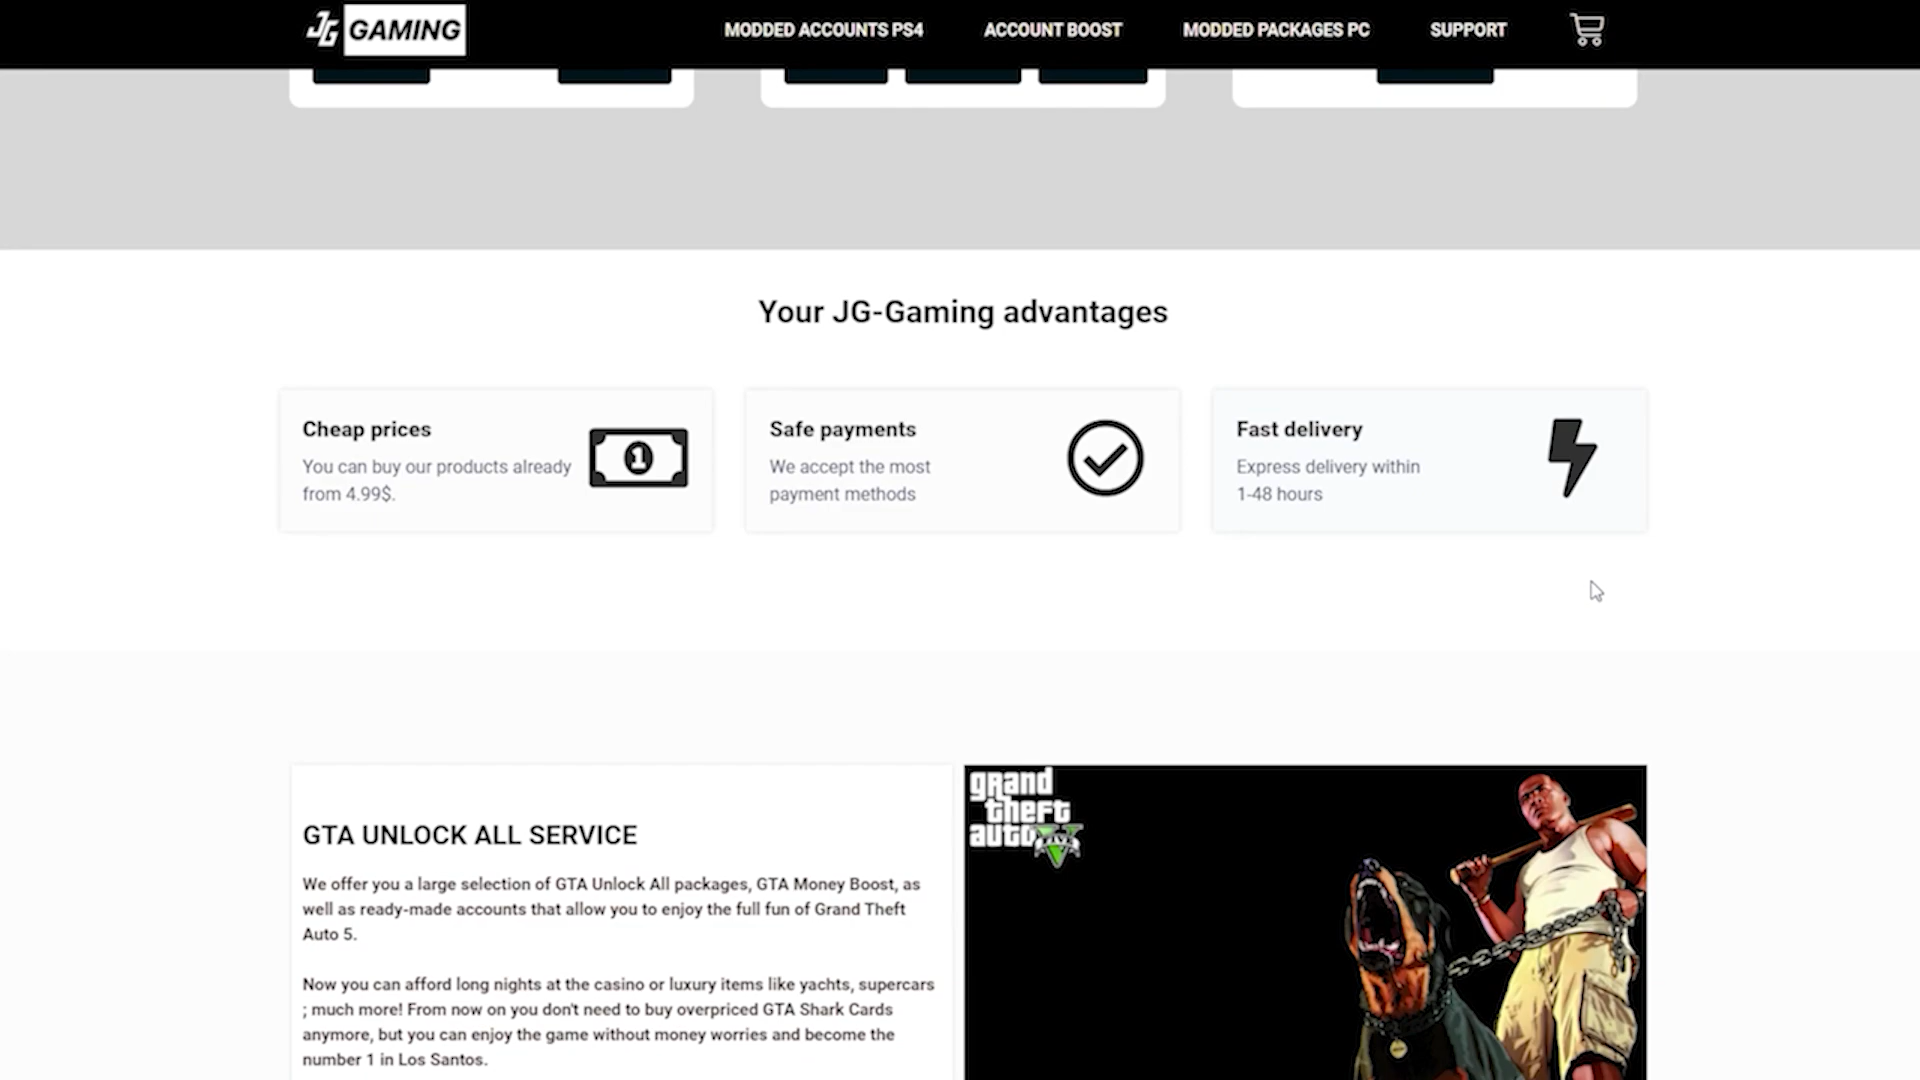 JG GAMING
MODDED ACCOUNTS PS4
ACCOUNT BOOST
MODDED PACKAGES PC
SUPPORT
Your JG-Gaming advantages
Cheap prices
You can buy our products already
from 4.99$.
1
Safe payments
We accept the most
payment methods
Fast delivery
Express delivery within
1-48 hours
GTA UNLOCK ALL SERVICE
We offer you a large selection of GTA Unlock All packages, GTA Money Boost, as
well as ready-made accounts that allow you to enjoy the full fun of Grand Theft
Auto 5.
Now you can afford long nights at the casino or luxury items like yachts, supercars
; much more! From now on you don't need to buy overpriced GTA Shark Cards
anymore, but you can enjoy the game without money worries and become the
number 1 in Los Santos.
grand
theft
auto V
FIVE